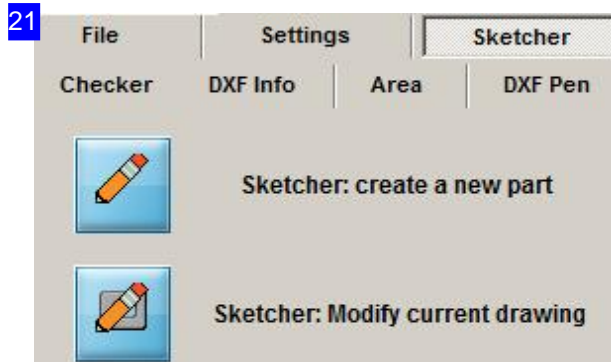 21
File Settings Sketcher
Checker DXF Info Area DXF Pen
Sketcher: create a new part
Sketcher: Modify current drawing